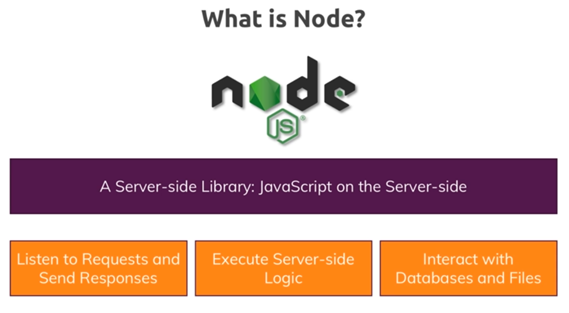 What is Node?
node
JS
A Server-side Library: JavaScript on the Server-side
Listen to Requests and
Send Responses
Execute Server-side
Logic
Interact with
Databases and Files